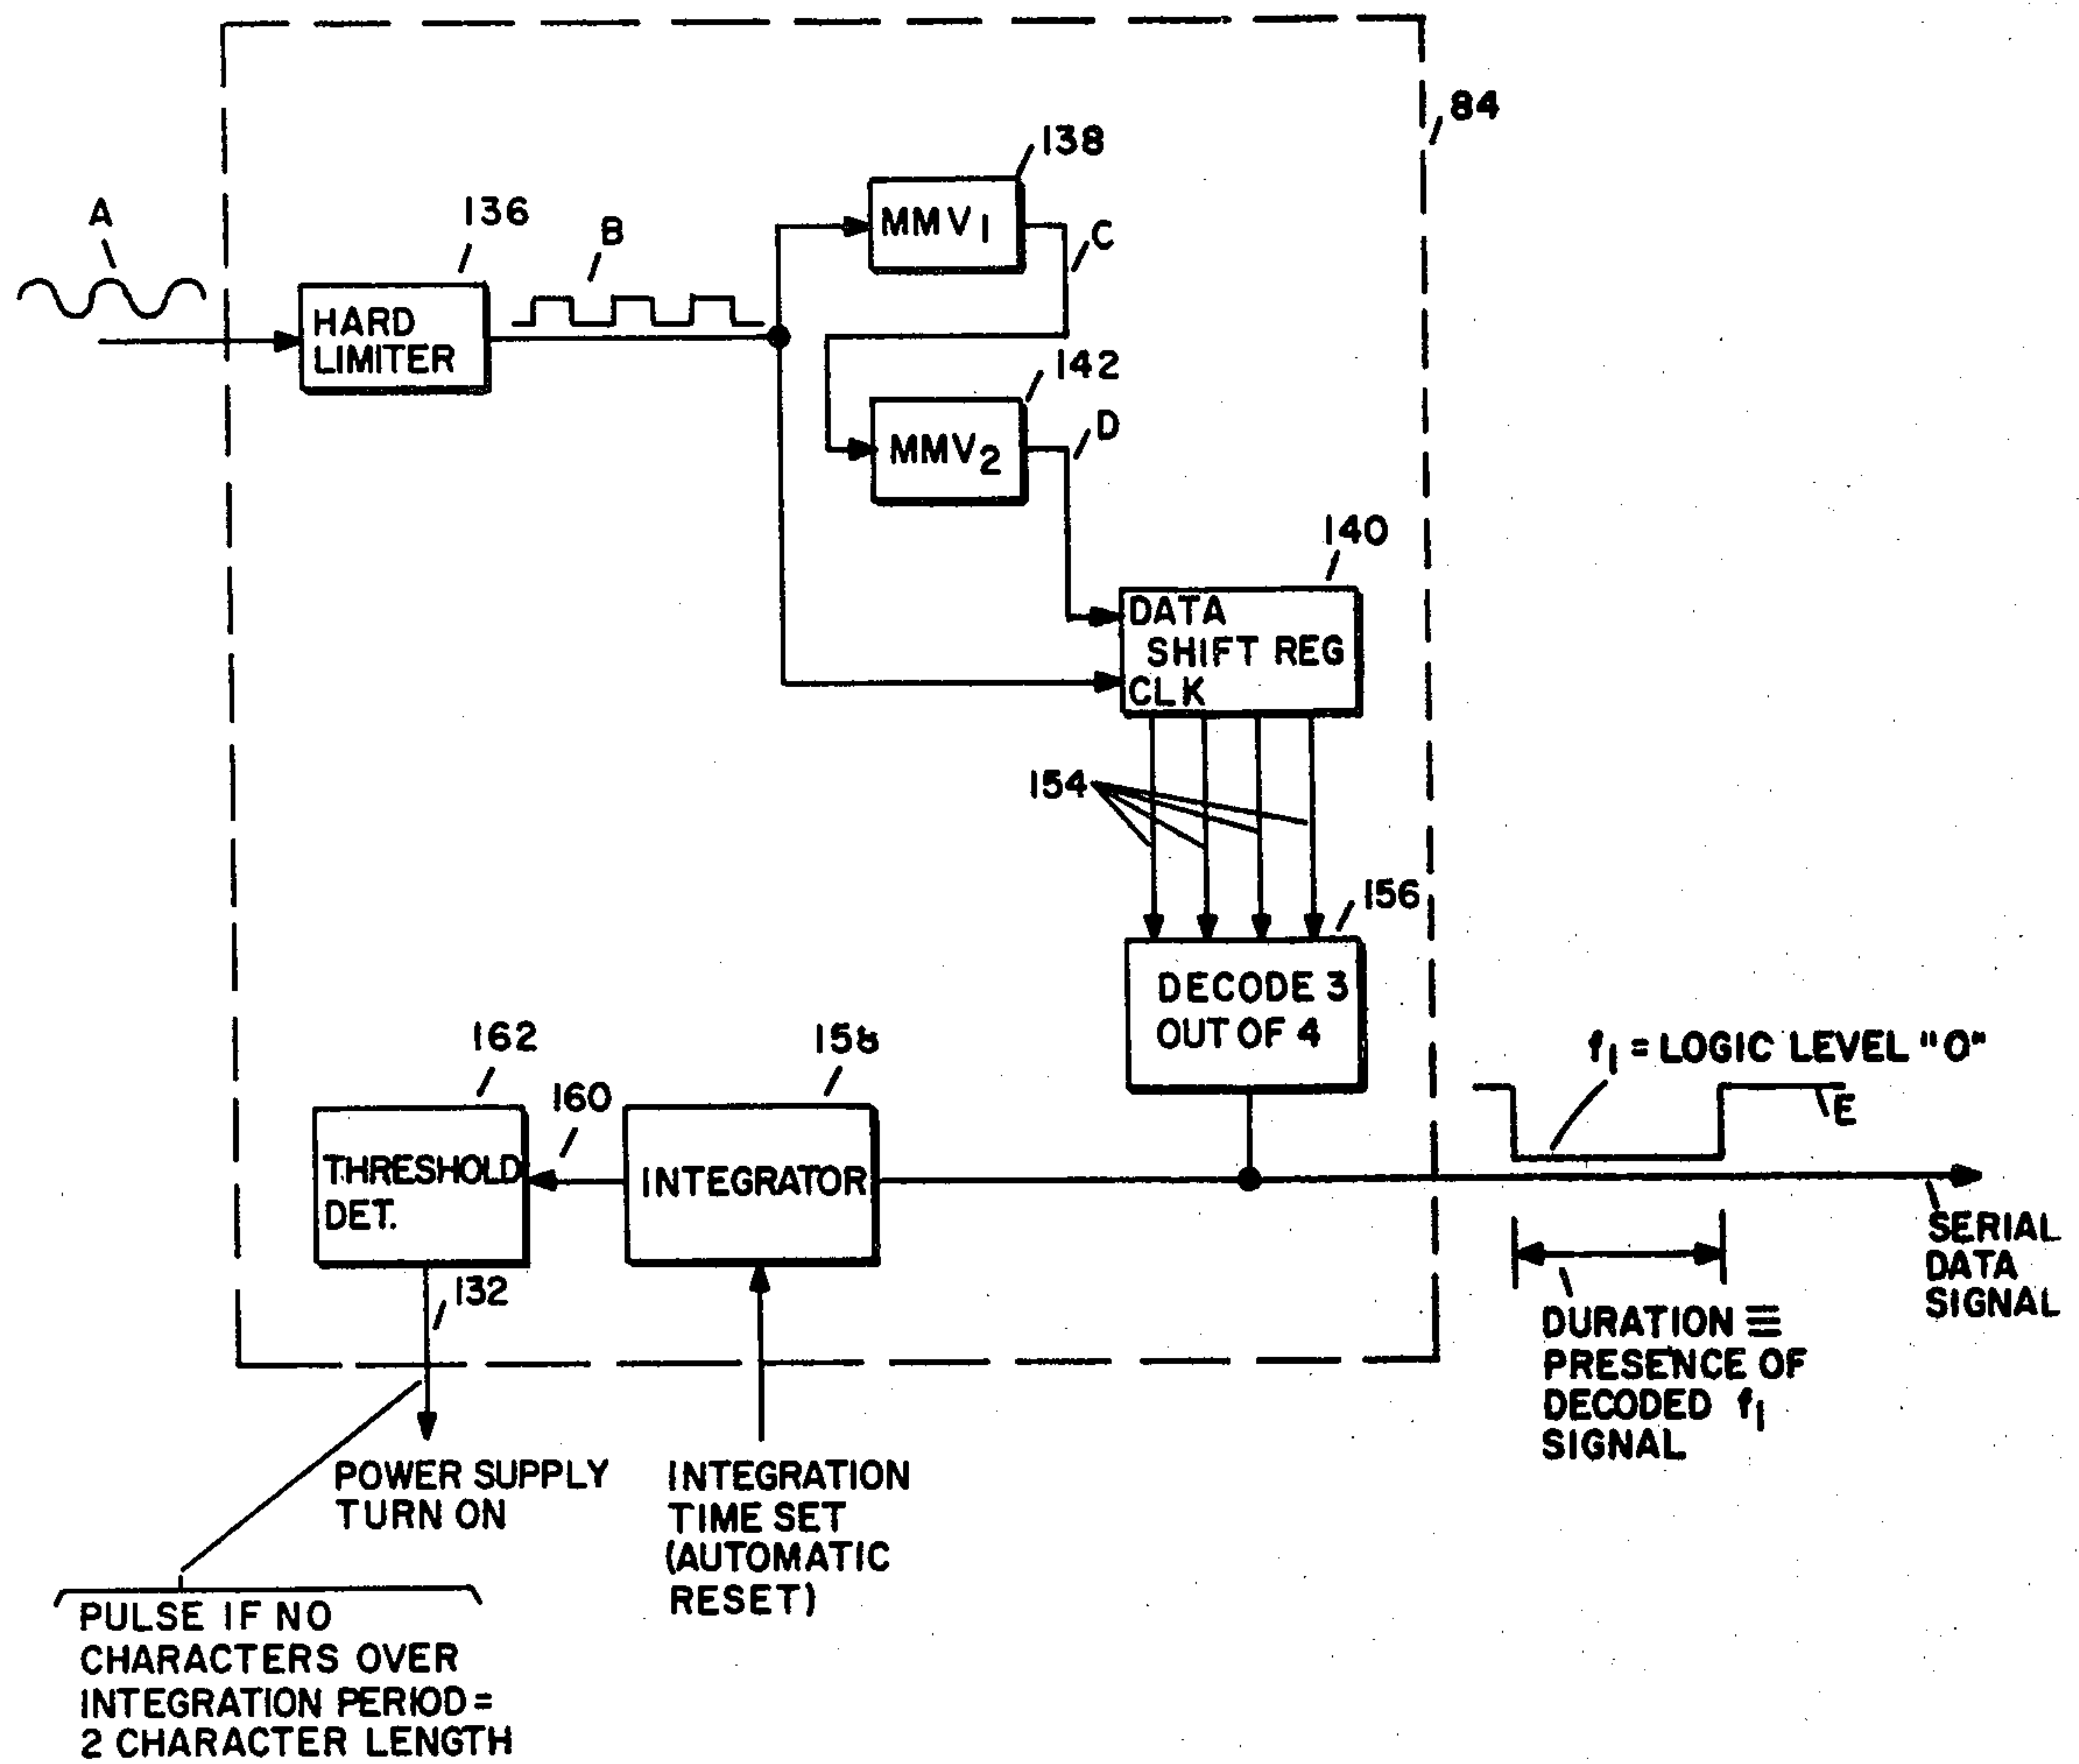 84
138
MMV1
C
A
136
B
HARD
LIMITER
142
D
MMV2
140
DATA
SHIFT REG
CLK
154
156
DECODE 3
OUT OF 4
162
160
158
THRESHOLD
DET.
INTEGRATOR
f1 = LOGIC LEVEL "O"
E
SERIAL
DATA
SIGNAL
132
DURATION ≡
PRESENCE OF
DECODED f1
SIGNAL
POWER SUPPLY
TURN ON
INTEGRATION
TIME SET
(AUTOMATIC
RESET)
PULSE IF NO
CHARACTERS OVER
INTEGRATION PERIOD =
2 CHARACTER LENGTH